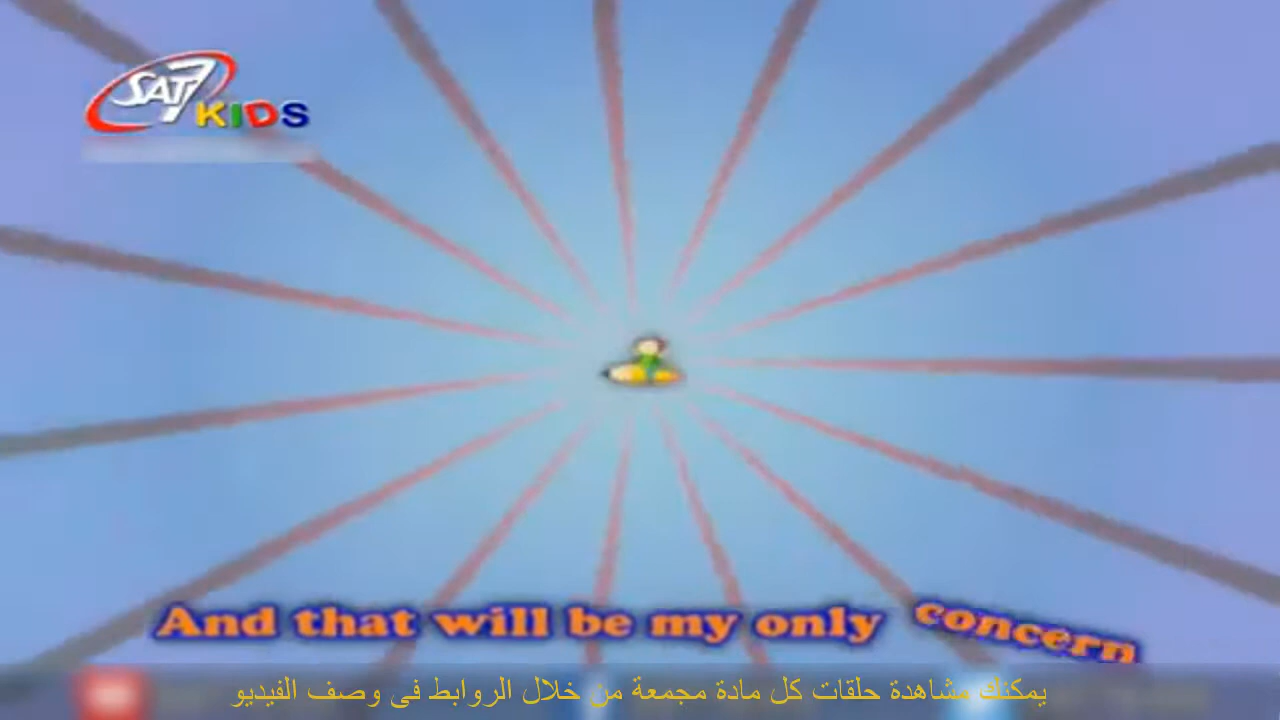 SAT7
KIDS
And that will be my only concern
يمكنك مشاهدة حلقات كل مادة مجمعة من خلال الروابط فى وصف الفيديو